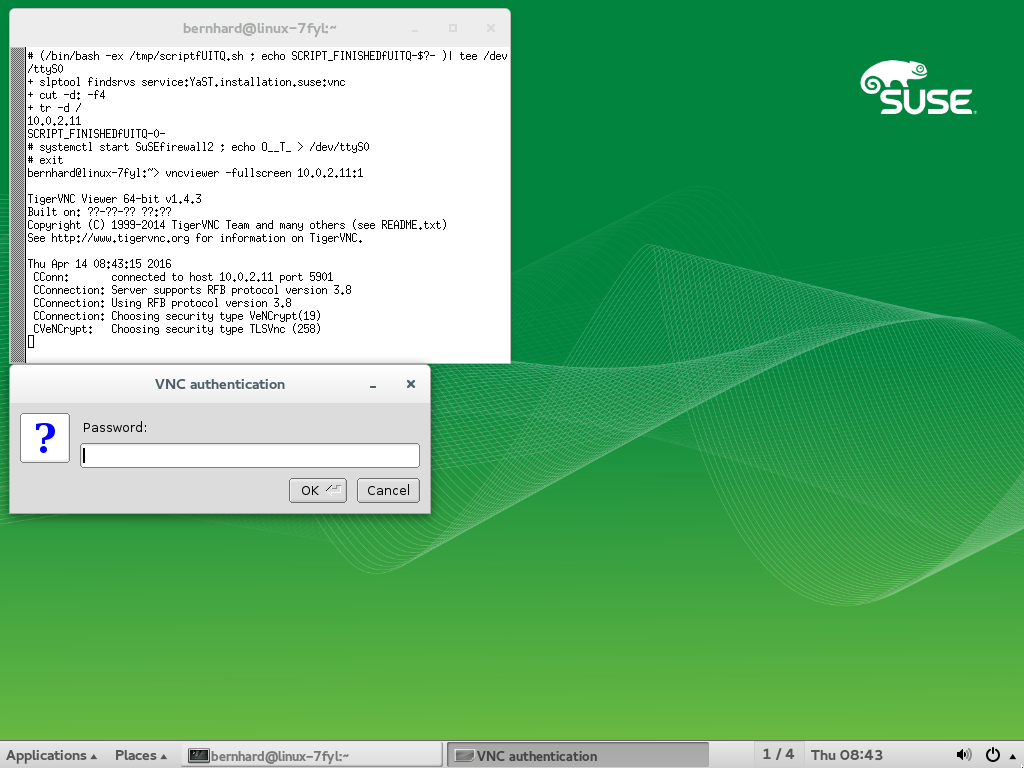 bernhard@linux-7fyl:~
# (/bin/bash -ex /tmp/scriptfUITQ.sh ; echo SCRIPT_FINISHEDfUITQ-$?- )| tee /dev
/ttyS0
+ slptool findsrvs service:YaST.installation.suse:vnc
+ cut -d: -f4
+ tr -d /
10.0.2.11
SCRIPT_FINISHEDfUITQ-0-
# systemctl start SuSEfirewall2 ; echo O__T_ > /dev/ttyS0
# exit
bernhard@linux-7fyl:~> vncviewer -fullscreen 10.0.2.11:1
TigerVNC Viewer 64-bit v1.4.3
Built on: ??-??-?? ??:??
Copyright (C) 1999-2014 TigerVNC Team and many others (see README.txt)
See http://www.tigervnc.org for information on TigerVNC.
Thu Apr 14 08:43:15 2016
CConn: connected to host 10.0.2.11 port 5901
CConnection: Server supports RFB protocol version 3.8
CConnection: Using RFB protocol version 3.8
CConnection: Choosing security type VeNCrypt(19)
CVeNCrypt: Choosing security type TLSVnc (258)
SUSE
VNC authentication
?
Password:
OK
Cancel
Applications Places bernhard@linux-7fyl:~ VNC authentication 1 / 4 Thu 08:43